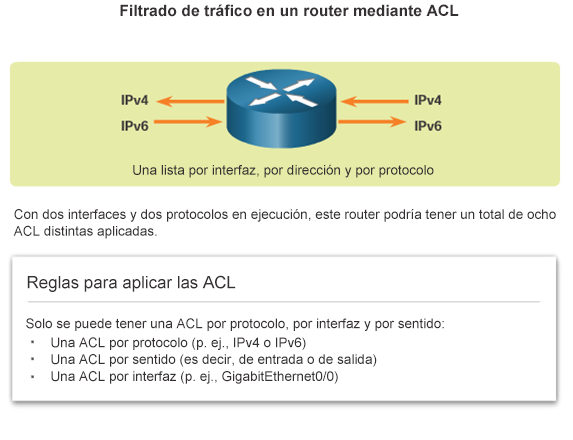 Filtrado de tráfico en un router mediante ACL
IPv4 IPv4
IPv6 IPv6
Una lista por interfaz, por dirección y por protocolo
Con dos interfaces y dos protocolos en ejecución, este router podría tener un total de ocho
ACL distintas aplicadas.
Reglas para aplicar las ACL
Solo se puede tener una ACL por protocolo, por interfaz y por sentido:
• Una ACL por protocolo (p. ej., IPv4 o IPv6)
• Una ACL por sentido (es decir, de entrada o de salida)
• Una ACL por interfaz (p. ej., GigabitEthernet0/0)